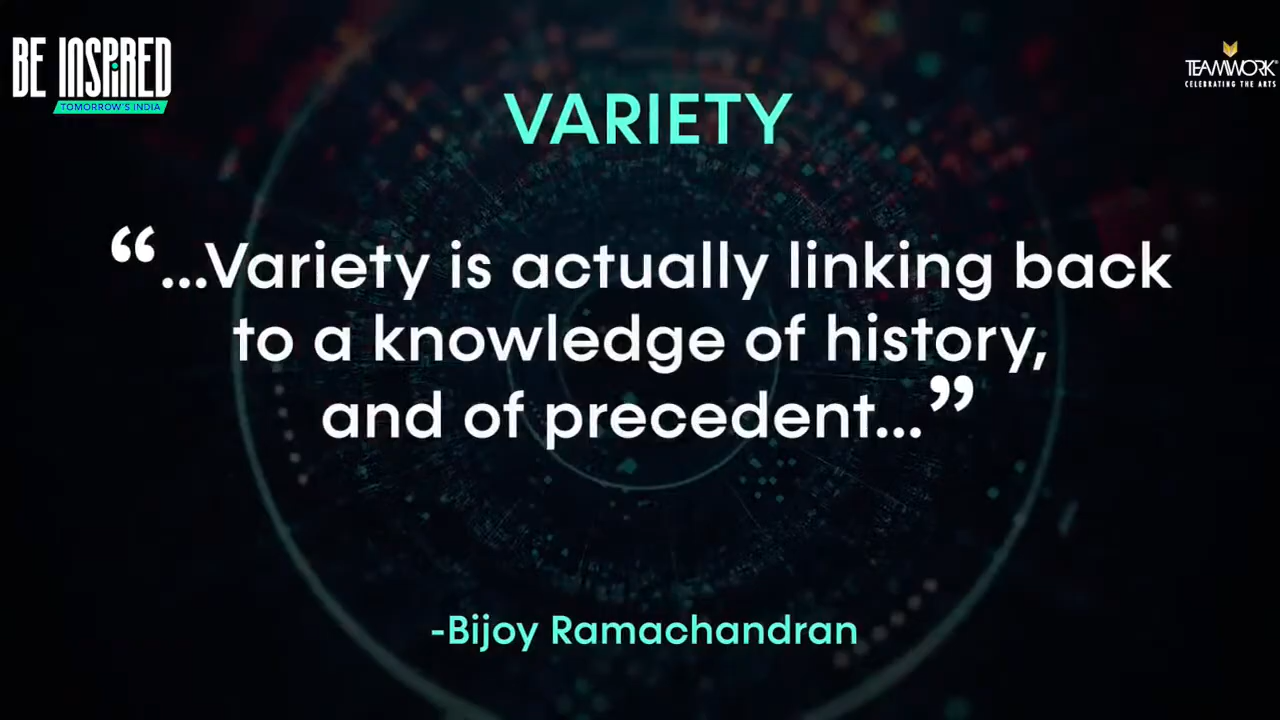 BE INSPIRED
TOMORROW'S INDIA
TEAMWORK
CELEBRATING THE ARTS
VARIETY
“...Variety is actually linking back
to a knowledge of history,
and of precedent...”
-Bijoy Ramachandran